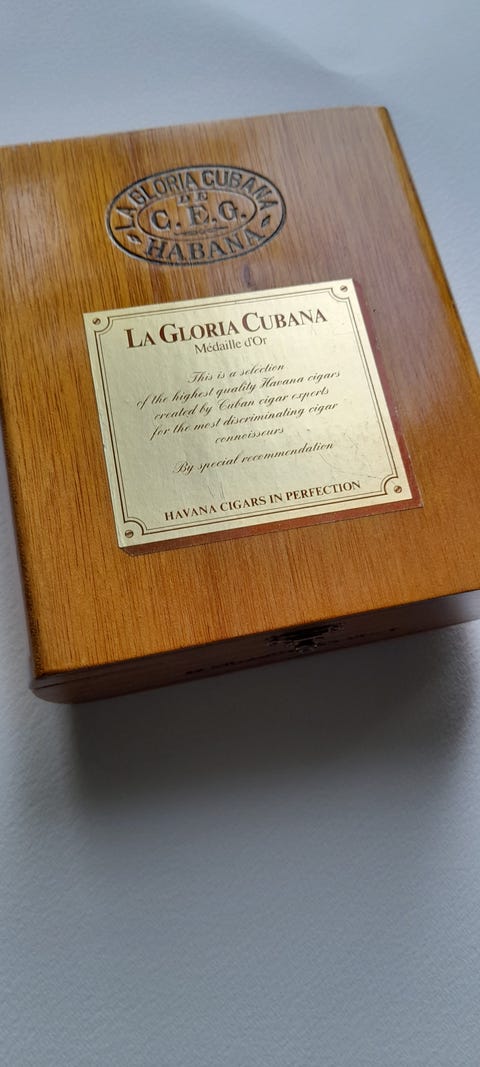 LA GLORIA CUBANA
DE
C. E. G.
HABANA
LA GLORIA CUBANA
Médaille d'Or
This is a selection
of the highest quality Havana cigars
created by Cuban cigar experts
for the most discriminating cigar
connoisseurs
By special recommendation
HAVANA CIGARS IN PERFECTION